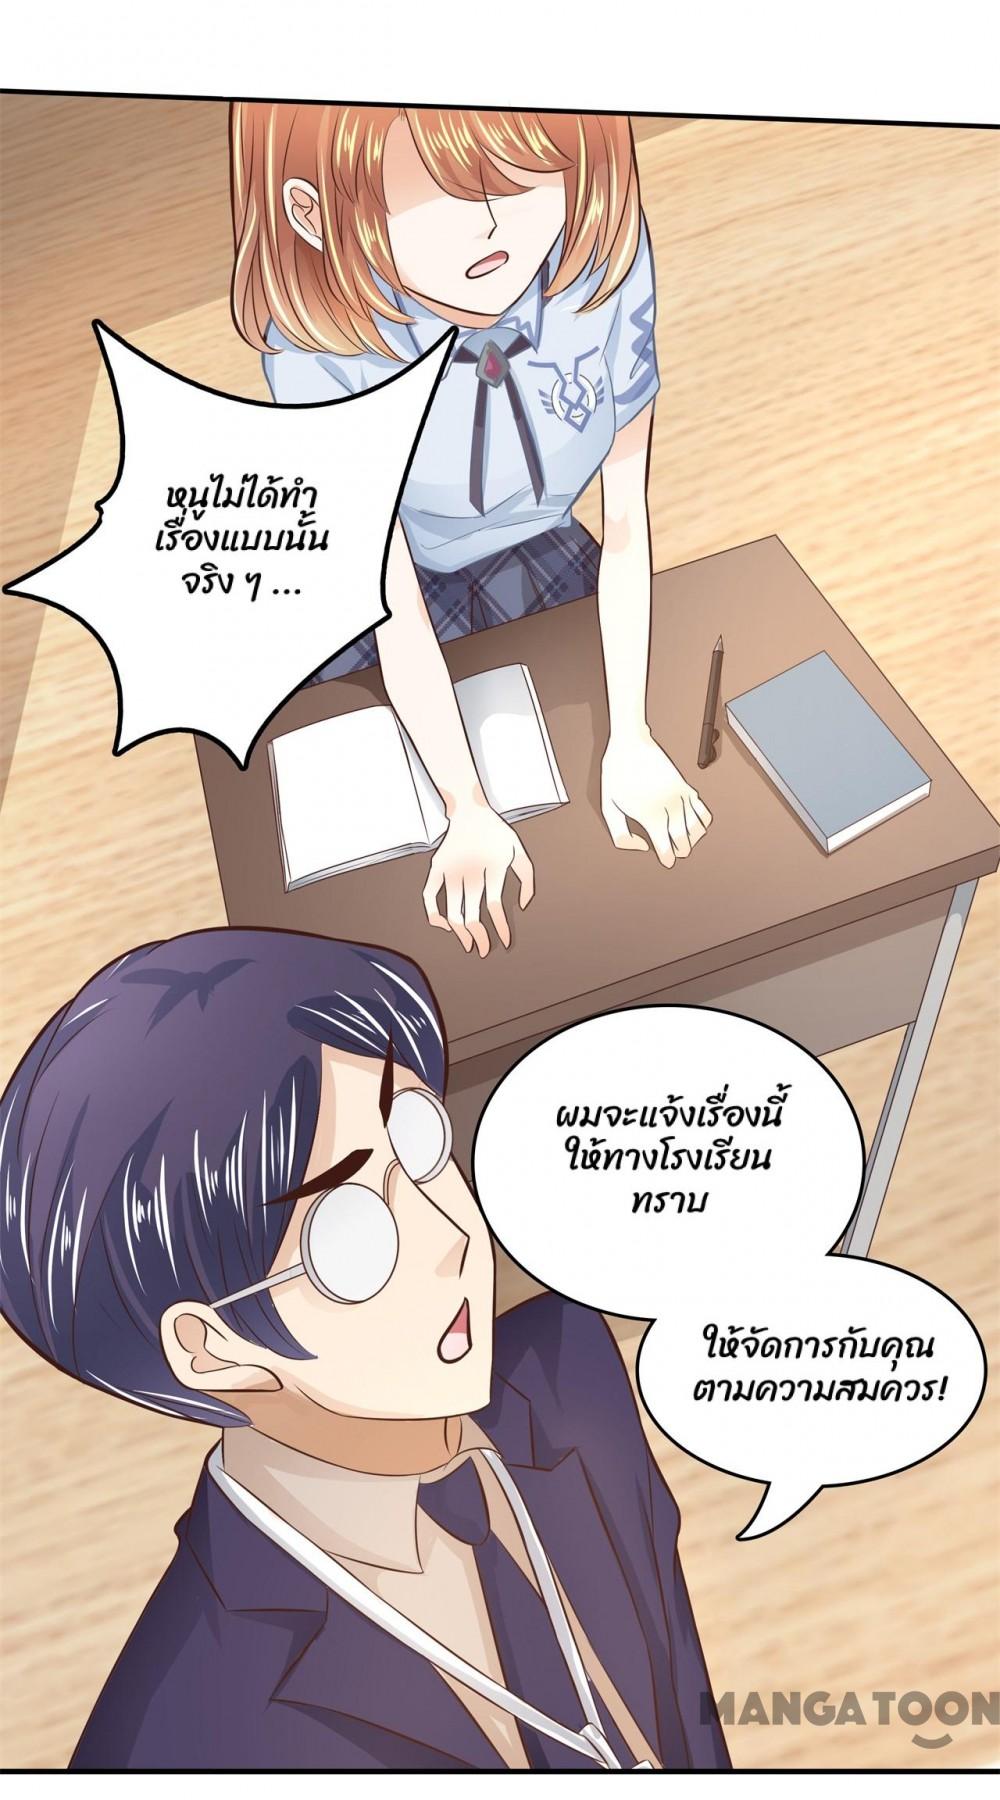 หนูไม่ได้ทำ
เรื่องแบบนั้น
จริง ๆ ...
ผมจะแจ้งเรื่องนี้
ให้ทางโรงเรียน
ทราบ
ให้จัดการกับคุณ
ตามความสมควร!
MANGATOON